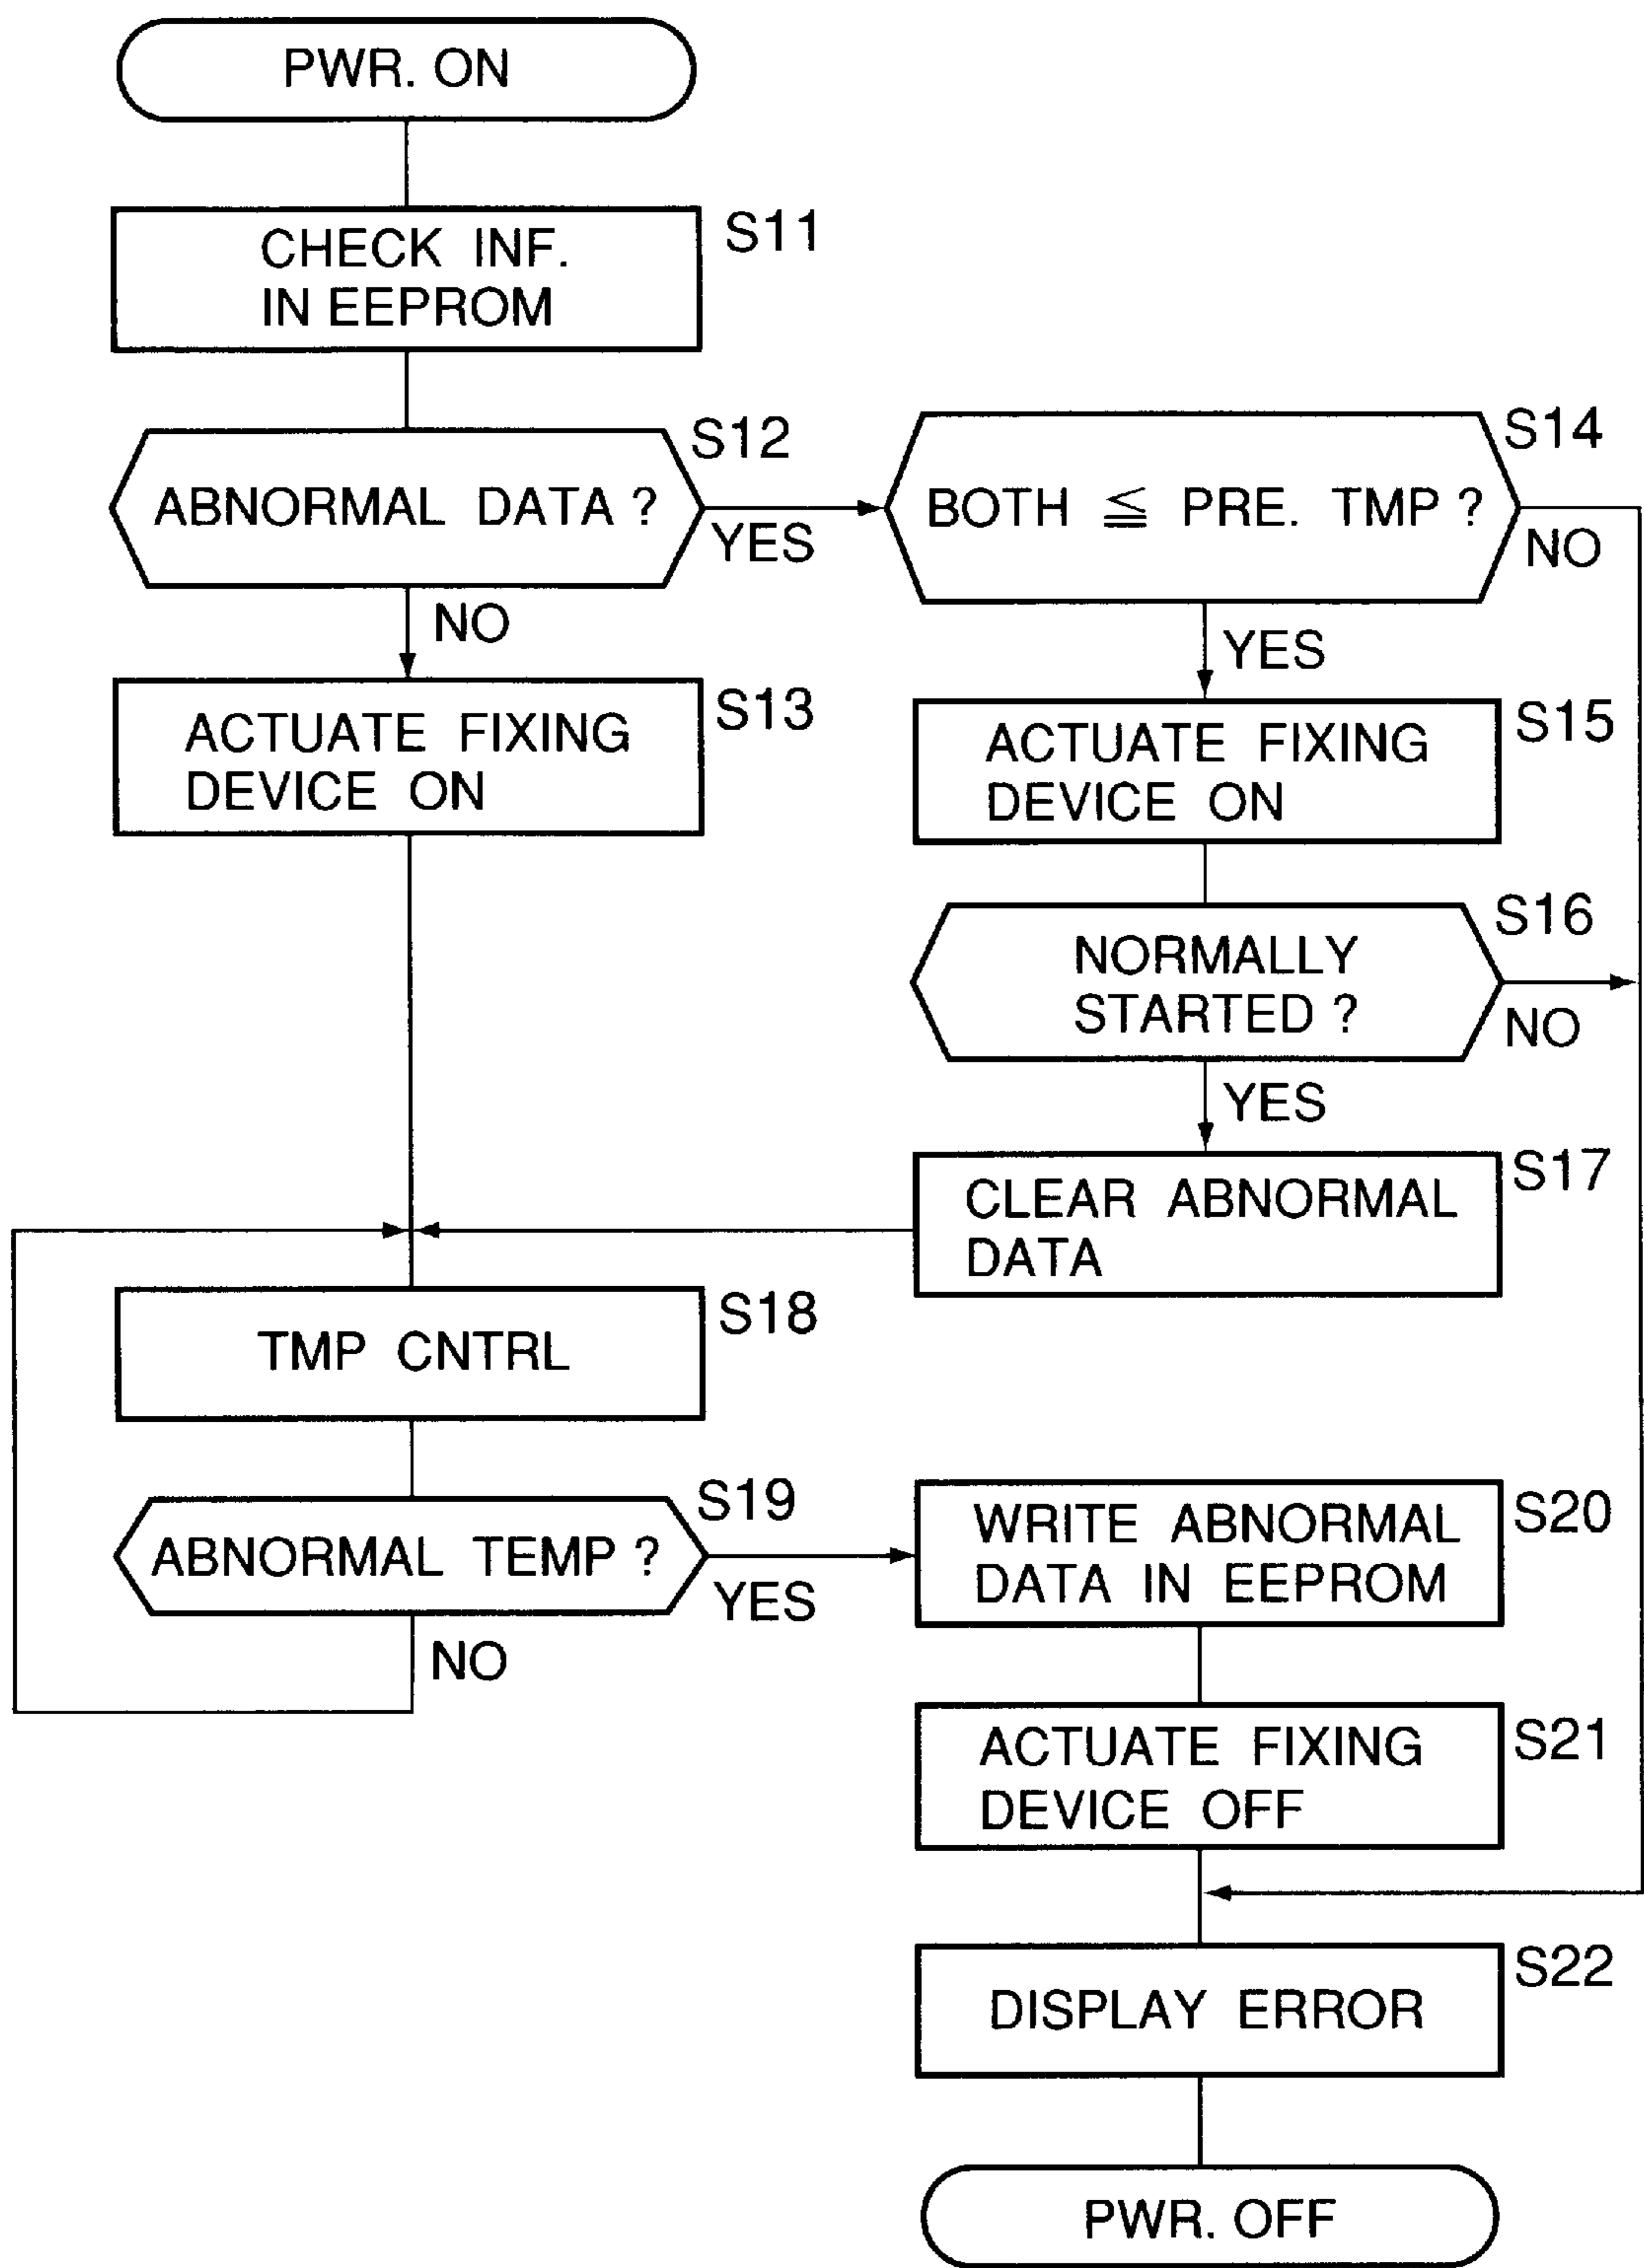 PWR. ON
CHECK INF.
IN EEPROM
S11
ABNORMAL DATA ?
S12
YES
NO
BOTH ≦ PRE. TMP ?
S14
NO
YES
ACTUATE FIXING
DEVICE ON
S13
ACTUATE FIXING
DEVICE ON
S15
NORMALLY
STARTED ?
S16
NO
YES
CLEAR ABNORMAL
DATA
S17
TMP CNTRL
S18
ABNORMAL TEMP ?
S19
YES
NO
WRITE ABNORMAL
DATA IN EEPROM
S20
ACTUATE FIXING
DEVICE OFF
S21
DISPLAY ERROR
S22
PWR. OFF